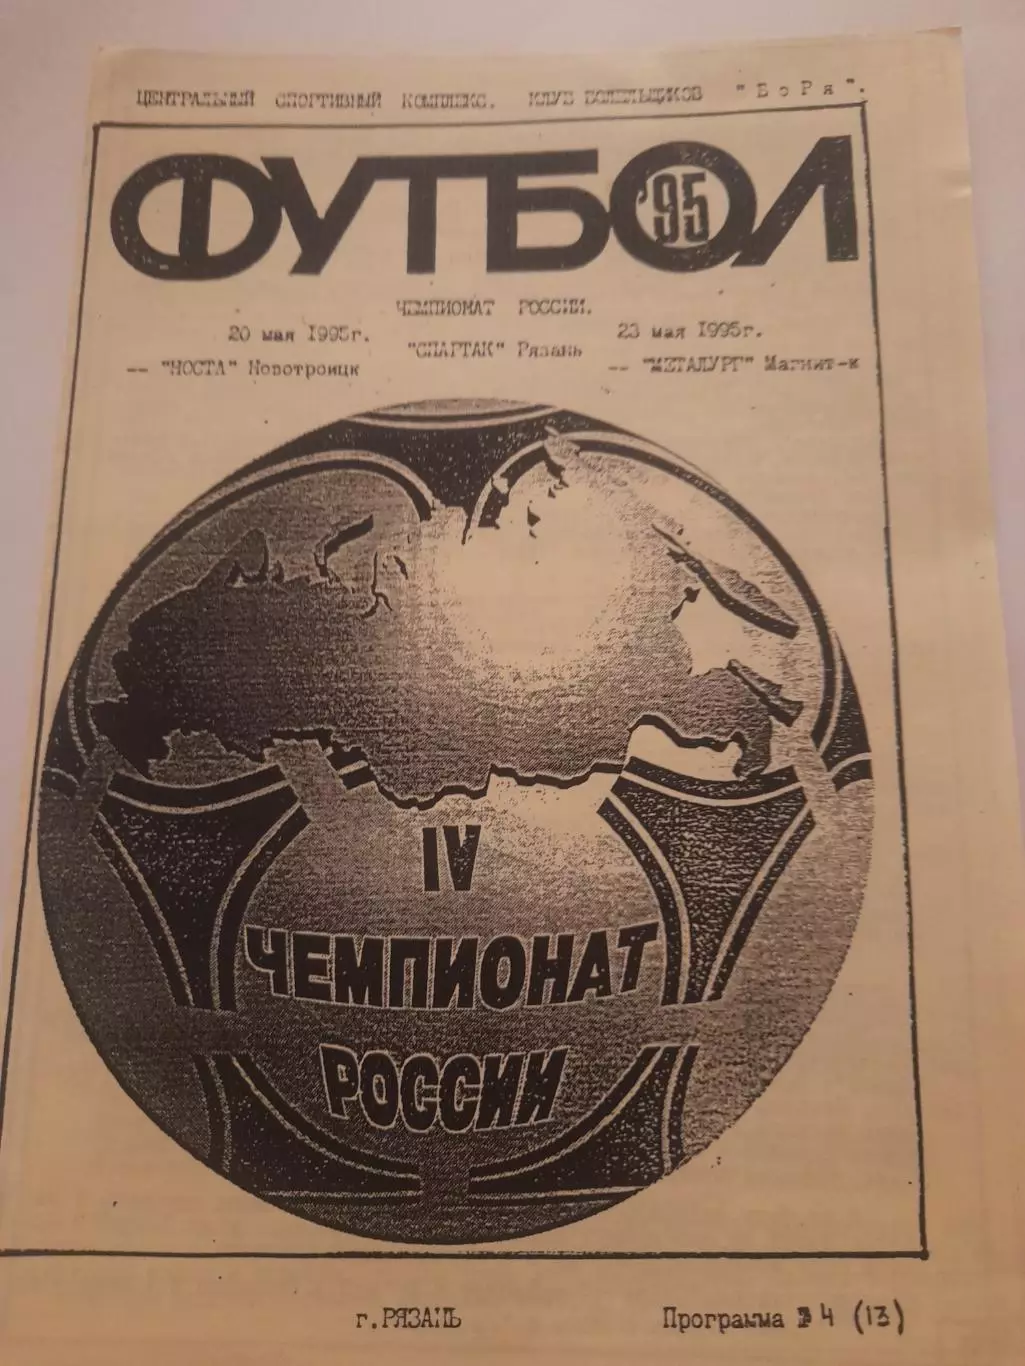 ЦЕНТРАЛЬНЫЙ СПОРТИВНЫЙ КОМПЛЕКС. КЛУБ БОЛЕЛЬЩИКОВ "БоРя".
ФУТБОЛ '95
ЧЕМПИОНАТ РОССИИ.
20 мая 1995г. 23 мая 1995г.
"СПАРТАК" Рязань
-- "НОСТА" Новотроицк -- "МЕТАЛУРГ" Магнит-к
IV
ЧЕМПИОНАТ
РОССИИ
г.РЯЗАНЬ Программа № 4 (13)